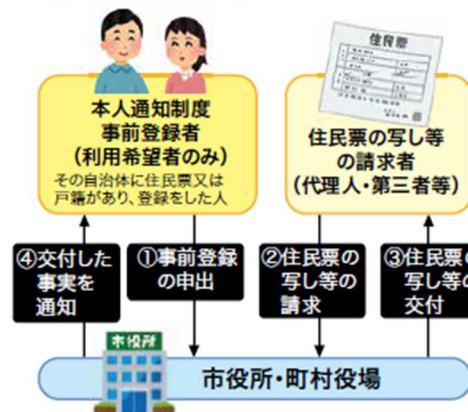 住民票
本人通知制度
事前登録者
(利用希望者のみ)
その自治体に住民票又は
戸籍があり、登録をした人
住民票の写し等
の請求者
(代理人・第三者等)
④交付した
事実を
通知
①事前登録
の申出
②住民票の
写し等の
請求
③住民票の
写し等の
交付
市役所
市役所・町村役場